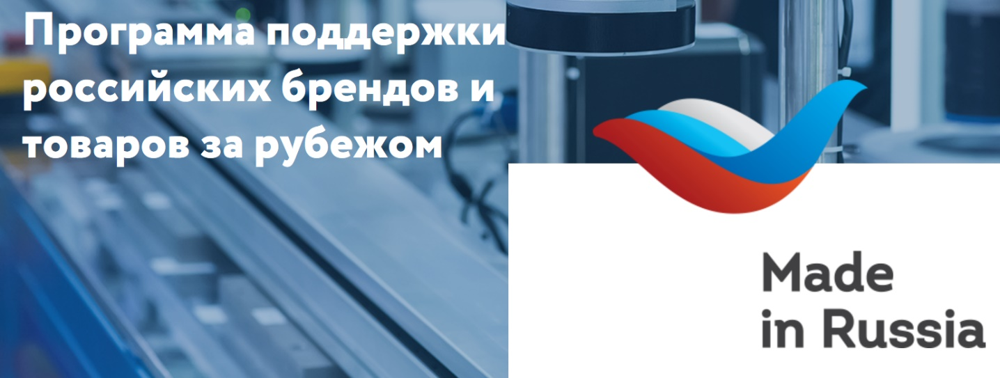 Программа поддержки
российских брендов и
товаров за рубежом
Made
in Russia